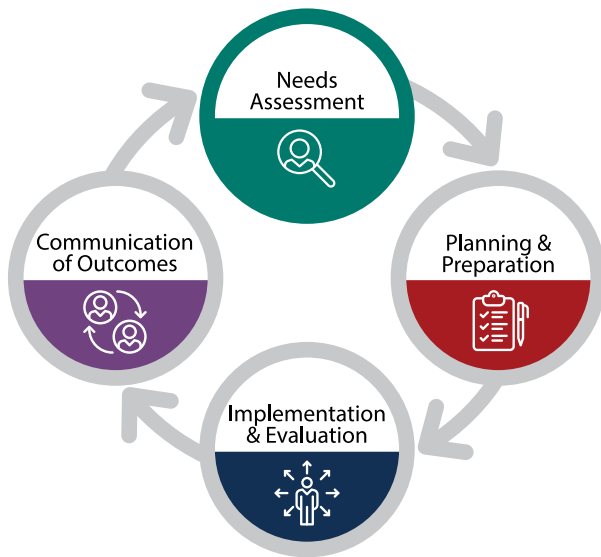 Needs
Assessment
Planning &
Preparation
Implementation
& Evaluation
Communication
of Outcomes